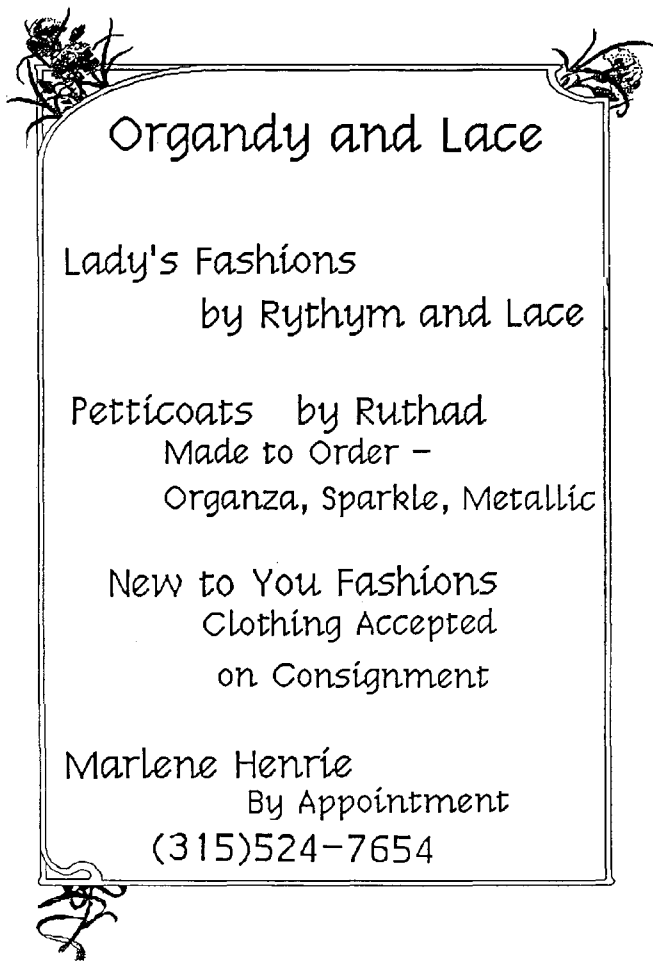 Organdy and Lace
Lady's Fashions
by Rythym and Lace
Petticoats by Ruthad
Made to Order -
Organza, Sparkle, Metallic
New to You Fashions
Clothing Accepted
on Consignment
Marlene Henrie
By Appointment
(315)524-7654